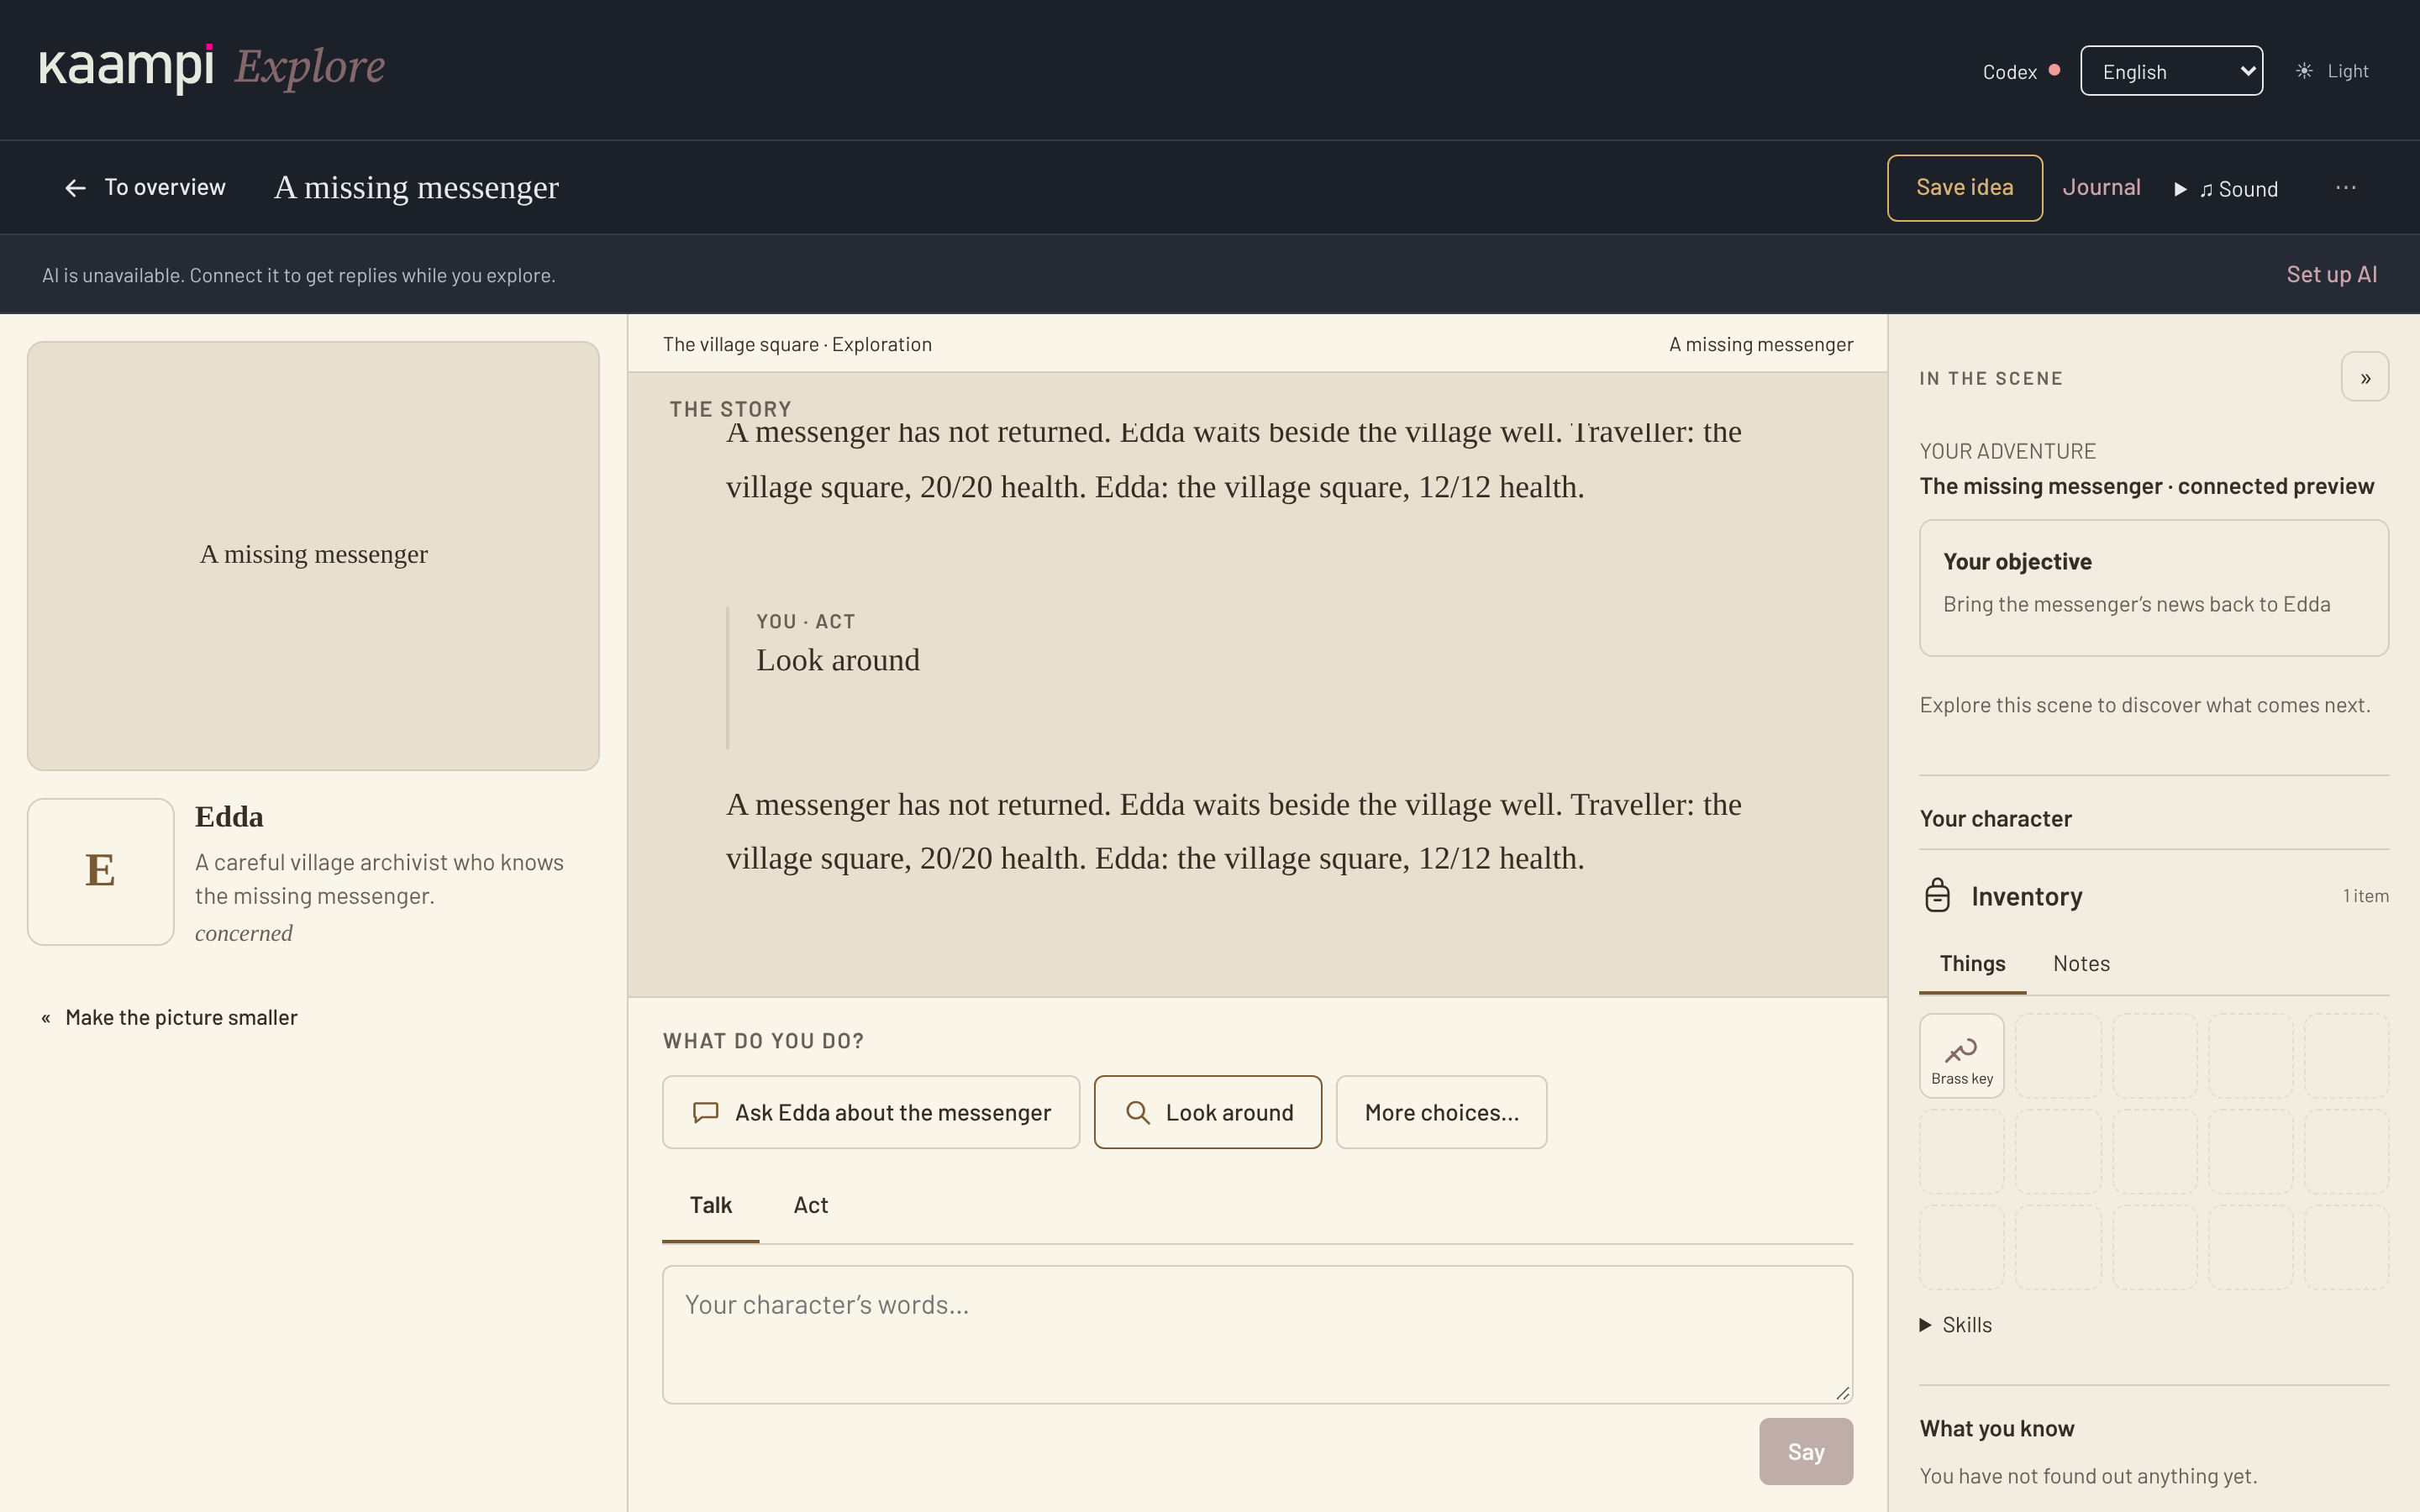 Kaampi Explore
Codex
English
☀ Light
← To overview
A missing messenger
Save idea
Journal
▶ ♫ Sound
···
AI is unavailable. Connect it to get replies while you explore.
Set up AI
A missing messenger
E
Edda
A careful village archivist who knows
the missing messenger.
concerned
« Make the picture smaller
The village square · Exploration
A missing messenger
THE STORY
A messenger has not returned. Edda waits beside the village well. Traveller: the
village square, 20/20 health. Edda: the village square, 12/12 health.
YOU · ACT
Look around
A messenger has not returned. Edda waits beside the village well. Traveller: the
village square, 20/20 health. Edda: the village square, 12/12 health.
WHAT DO YOU DO?
Ask Edda about the messenger
Look around
More choices…
Talk
Act
Your character’s words…
Say
IN THE SCENE
»
YOUR ADVENTURE
The missing messenger · connected preview
Your objective
Bring the messenger’s news back to Edda
Explore this scene to discover what comes next.
Your character
Inventory
1 item
Things
Notes
Brass key
▶ Skills
What you know
You have not found out anything yet.